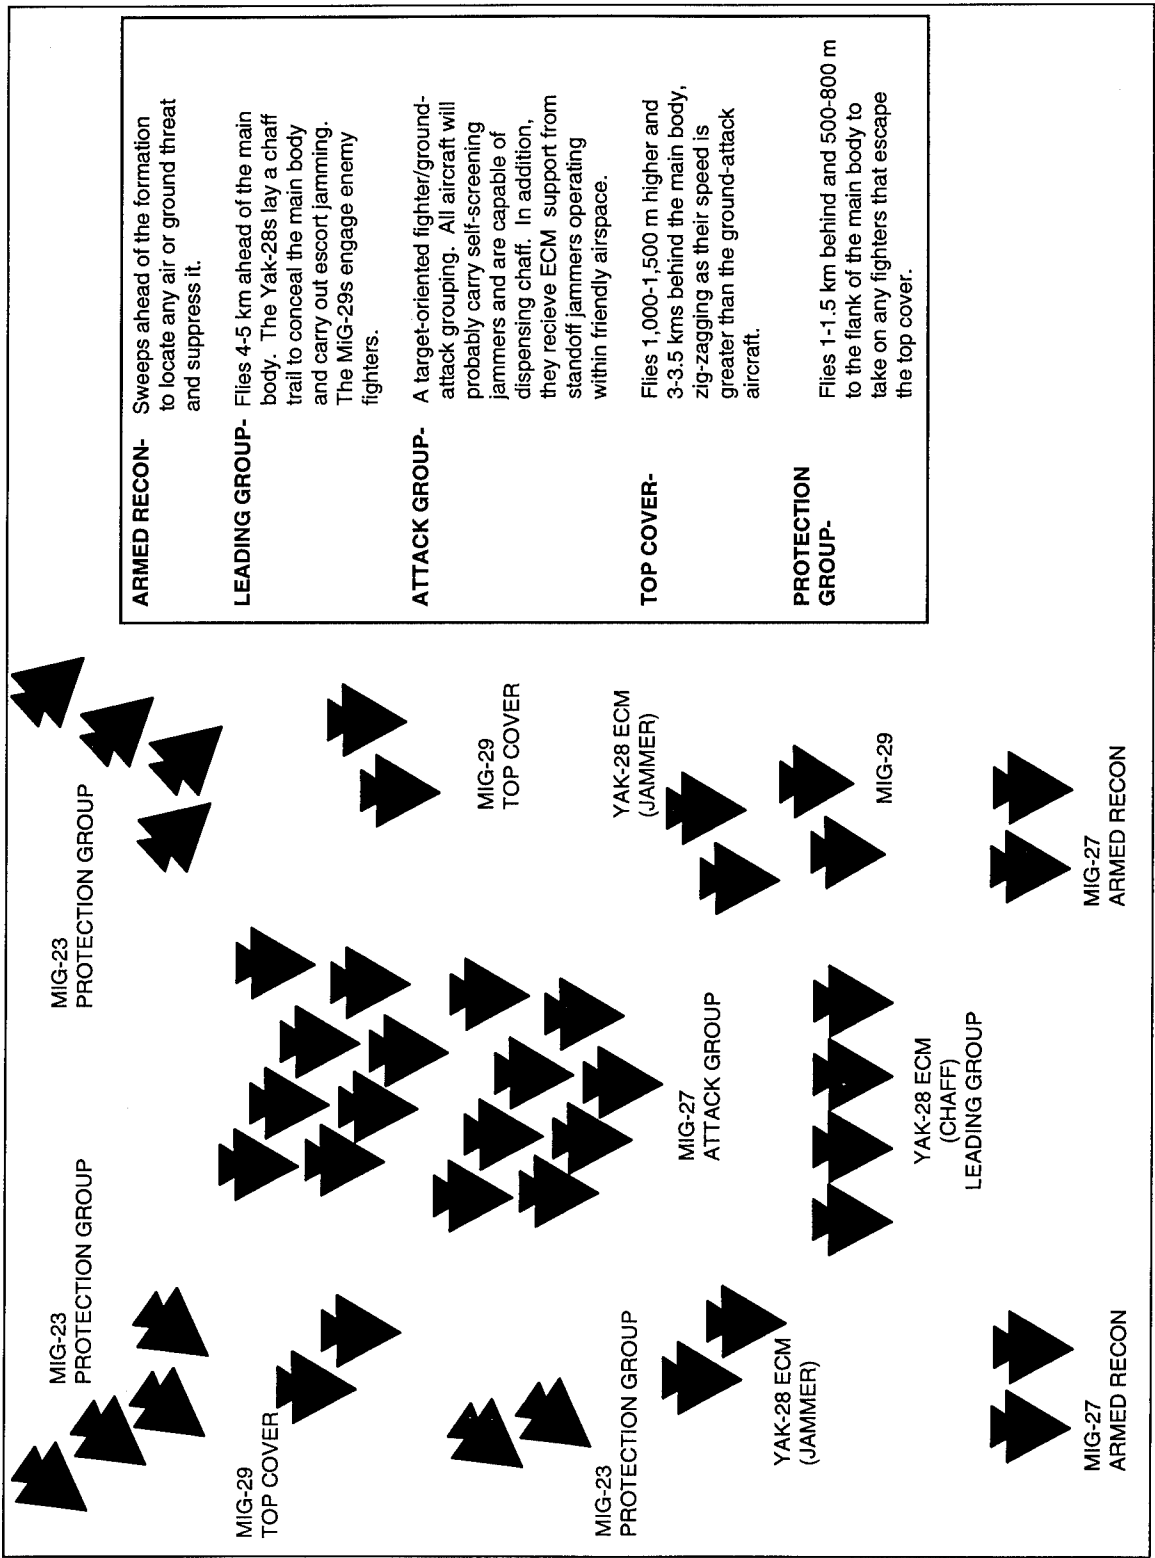 MIG-23
PROTECTION GROUP
MIG-23
PROTECTION GROUP
MIG-29
TOP COVER
MIG-29
TOP COVER
MIG-23
PROTECTION GROUP
MIG-27
ATTACK GROUP
YAK-28 ECM
(JAMMER)
YAK-28 ECM
(JAMMER)
MIG-29
YAK-28 ECM
(CHAFF)
LEADING GROUP
MIG-27
ARMED RECON
MIG-27
ARMED RECON
ARMED RECON- Sweeps ahead of the formation
to locate any air or ground threat
and suppress it.
LEADING GROUP- Flies 4-5 km ahead of the main
body. The Yak-28s lay a chaff
trail to conceal the main body
and carry out escort jamming.
The MiG-29s engage enemy
fighters.
ATTACK GROUP- A target-oriented fighter/ground-
attack grouping. All aircraft will
probably carry self-screening
jammers and are capable of
dispensing chaff. In addition,
they recieve ECM support from
standoff jammers operating
within friendly airspace.
TOP COVER- Flies 1,000-1,500 m higher and
3-3.5 kms behind the main body,
zig-zagging as their speed is
greater than the ground-attack
aircraft.
PROTECTION
GROUP- Flies 1-1.5 km behind and 500-800 m
to the flank of the main body to
take on any fighters that escape
the top cover.